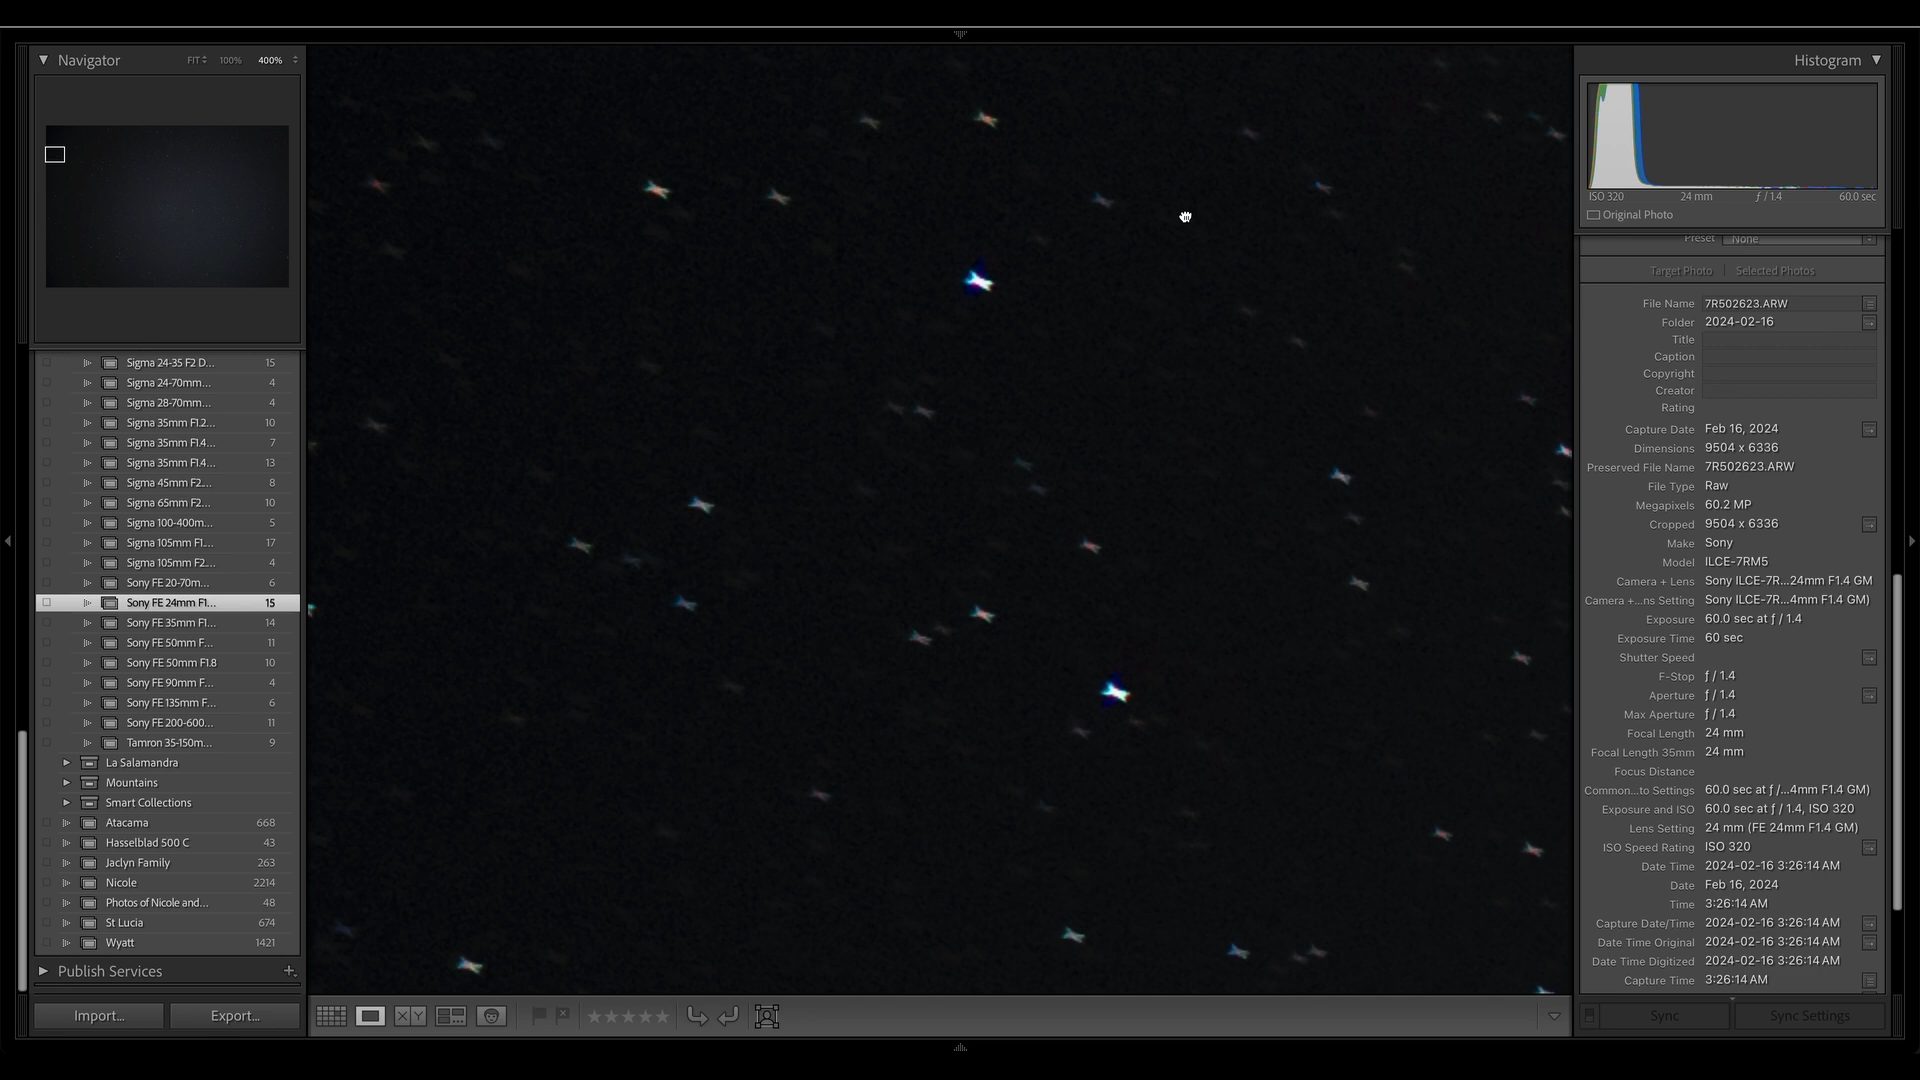 Navigator
FIT
100%
400%
Sigma 24-35 F2 D... 15
Sigma 24-70mm... 4
Sigma 28-70mm... 4
Sigma 35mm F1.2... 10
Sigma 35mm F1.4... 7
Sigma 35mm F1.4... 13
Sigma 45mm F2.... 8
Sigma 65mm F2... 10
Sigma 100-400m... 5
Sigma 105mm F1.... 17
Sigma 105mm F2.... 4
Sony FE 20-70m... 6
Sony FE 24mm F1... 15
Sony FE 35mm F1... 14
Sony FE 50mm F... 11
Sony FE 50mm F1.8 10
Sony FE 90mm F... 4
Sony FE 135mm F... 6
Sony FE 200-600... 11
Tamron 35-150m... 9
La Salamandra
Mountains
Smart Collections
Atacama 668
Hasselblad 500 C 43
Jaclyn Family 263
Nicole 2214
Photos of Nicole and... 48
St Lucia 674
Wyatt 1421
Publish Services
Import...
Export...
X Y
Histogram
ISO 320
24 mm
ƒ / 1.4
60.0 sec
Original Photo
Preset None
Target Photo
Selected Photos
File Name 7R502623.ARW
Folder 2024-02-16
Title
Caption
Copyright
Creator
Rating
Capture Date Feb 16, 2024
Dimensions 9504 x 6336
Preserved File Name 7R502623.ARW
File Type Raw
Megapixels 60.2 MP
Cropped 9504 x 6336
Make Sony
Model ILCE-7RM5
Camera + Lens Sony ILCE-7R...24mm F1.4 GM
Camera +...ns Setting Sony ILCE-7R...4mm F1.4 GM)
Exposure 60.0 sec at ƒ / 1.4
Exposure Time 60 sec
Shutter Speed
F-Stop ƒ / 1.4
Aperture ƒ / 1.4
Max Aperture ƒ / 1.4
Focal Length 24 mm
Focal Length 35mm 24 mm
Focus Distance
Common...to Settings 60.0 sec at ƒ /...4mm F1.4 GM)
Exposure and ISO 60.0 sec at ƒ / 1.4, ISO 320
Lens Setting 24 mm (FE 24mm F1.4 GM)
ISO Speed Rating ISO 320
Date Time 2024-02-16 3:26:14 AM
Date Feb 16, 2024
Time 3:26:14 AM
Capture Date/Time 2024-02-16 3:26:14 AM
Date Time Original 2024-02-16 3:26:14 AM
Date Time Digitized 2024-02-16 3:26:14 AM
Capture Time 3:26:14 AM
Sync
Sync Settings